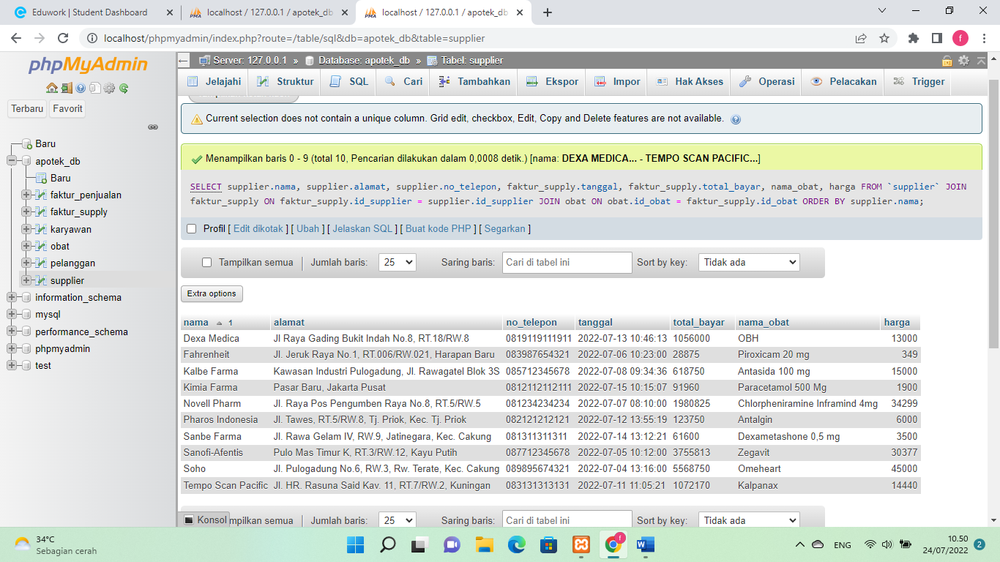 Eduwork | Student Dashboard
localhost / 127.0.0.1 / apotek_db
localhost / 127.0.0.1 / apotek_db
localhost/phpmyadmin/index.php?route=/table/sql&db=apotek_db&table=supplier
f
phpMyAdmin
Terbaru Favorit
Baru
apotek_db
Baru
faktur_penjualan
faktur_supply
karyawan
obat
pelanggan
supplier
information_schema
mysql
performance_schema
phpmyadmin
test
Server: 127.0.0.1 » Database: apotek_db » Tabel: supplier
Jelajahi Struktur SQL Cari Tambahkan Ekspor Impor Hak Akses Operasi Pelacakan Trigger
Current selection does not contain a unique column. Grid edit, checkbox, Edit, Copy and Delete features are not available.
Menampilkan baris 0 - 9 (total 10, Pencarian dilakukan dalam 0,0008 detik.) [nama: DEXA MEDICA... - TEMPO SCAN PACIFIC...]
SELECT supplier.nama, supplier.alamat, supplier.no_telepon, faktur_supply.tanggal, faktur_supply.total_bayar, nama_obat, harga FROM `supplier` JOIN
faktur_supply ON faktur_supply.id_supplier = supplier.id_supplier JOIN obat ON obat.id_obat = faktur_supply.id_obat ORDER BY supplier.nama;
Profil [ Edit dikotak ] [ Ubah ] [ Jelaskan SQL ] [ Buat kode PHP ] [ Segarkan ]
Tampilkan semua | Jumlah baris: 25 Saring baris: Cari di tabel ini Sort by key: Tidak ada
Extra options
nama 1 alamat no_telepon tanggal total_bayar nama_obat harga
Dexa Medica Jl Raya Gading Bukit Indah No.8, RT.18/RW.8 0819119111911 2022-07-13 10:46:13 1056000 OBH 13000
Fahrenheit Jl. Jeruk Raya No.1, RT.006/RW.021, Harapan Baru 083987654321 2022-07-06 10:23:00 28875 Piroxicam 20 mg 349
Kalbe Farma Kawasan Industri Pulogadung, Jl. Rawagatel Blok 3S 085712345678 2022-07-08 09:34:36 618750 Antasida 100 mg 15000
Kimia Farma Pasar Baru, Jakarta Pusat 0812112112111 2022-07-15 10:15:07 91960 Paracetamol 500 Mg 1900
Novell Pharm Jl. Raya Pos Pengumben Raya No.8, RT.5/RW.5 081234234234 2022-07-07 08:10:00 1980825 Chlorpheniramine Inframind 4mg 34299
Pharos Indonesia Jl. Tawes, RT.5/RW.8, Tj. Priok, Kec. Tj. Priok 082121212121 2022-07-12 13:55:19 123750 Antalgin 6000
Sanbe Farma Jl. Rawa Gelam IV, RW.9, Jatinegara, Kec. Cakung 081311311311 2022-07-14 13:12:21 61600 Dexametashone 0,5 mg 3500
Sanofi-Afentis Pulo Mas Timur K, RT.3/RW.12, Kayu Putih 087712345678 2022-07-05 10:12:00 3755813 Zegavit 30377
Soho Jl. Pulogadung No.6, RW.3, Rw. Terate, Kec. Cakung 089895674321 2022-07-04 13:16:00 5568750 Omeheart 45000
Tempo Scan Pacific Jl. HR. Rasuna Said Kav. 11, RT.7/RW.2, Kuningan 083131313131 2022-07-11 11:05:21 1072170 Kalpanax 14440
Konsol mpilkan semua | Jumlah baris: 25 Saring baris: Cari di tabel ini Sort by key: Tidak ada
34°C
Sebagian cerah
f
ENG
10.50
24/07/2022
2